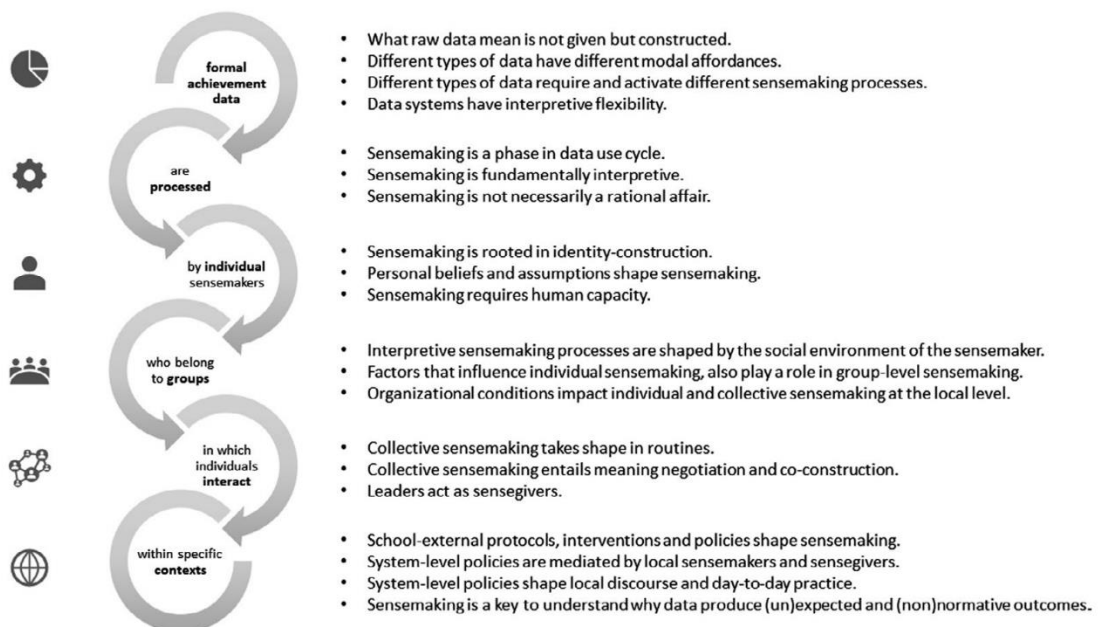 formal
achievement
data
• What raw data mean is not given but constructed.
• Different types of data have different modal affordances.
• Different types of data require and activate different sensemaking processes.
• Data systems have interpretive flexibility.
are
processed
• Sensemaking is a phase in data use cycle.
• Sensemaking is fundamentally interpretive.
• Sensemaking is not necessarily a rational affair.
by individual
sensemakers
• Sensemaking is rooted in identity-construction.
• Personal beliefs and assumptions shape sensemaking.
• Sensemaking requires human capacity.
who belong
to groups
• Interpretive sensemaking processes are shaped by the social environment of the sensemaker.
• Factors that influence individual sensemaking, also play a role in group-level sensemaking.
• Organizational conditions impact individual and collective sensemaking at the local level.
in which
individuals
interact
• Collective sensemaking takes shape in routines.
• Collective sensemaking entails meaning negotiation and co-construction.
• Leaders act as sensegivers.
within specific
contexts
• School-external protocols, interventions and policies shape sensemaking.
• System-level policies are mediated by local sensemakers and sensegivers.
• System-level policies shape local discourse and day-to-day practice.
• Sensemaking is a key to understand why data produce (un)expected and (non)normative outcomes.